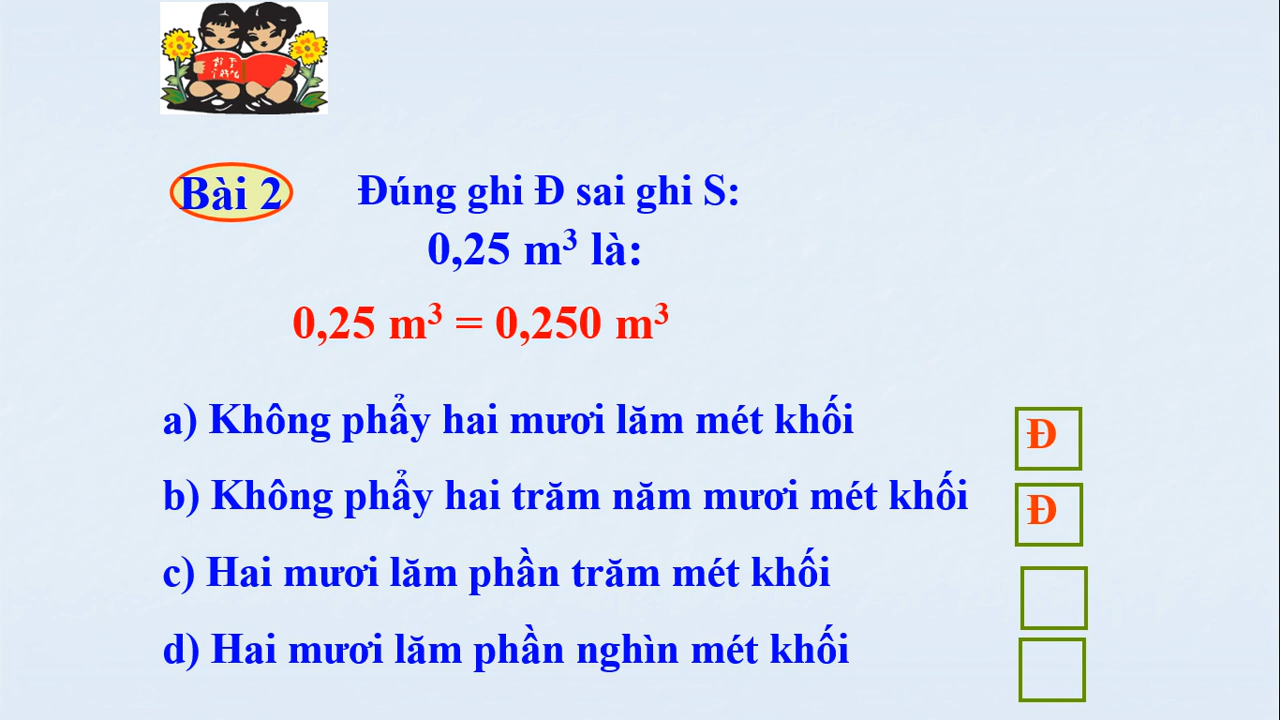 Bài 2 Đúng ghi Đ sai ghi S:
0,25 m³ là:
0,25 m³ = 0,250 m³
a) Không phẩy hai mươi lăm mét khối Đ
b) Không phẩy hai trăm năm mươi mét khối Đ
c) Hai mươi lăm phần trăm mét khối
d) Hai mươi lăm phần nghìn mét khối